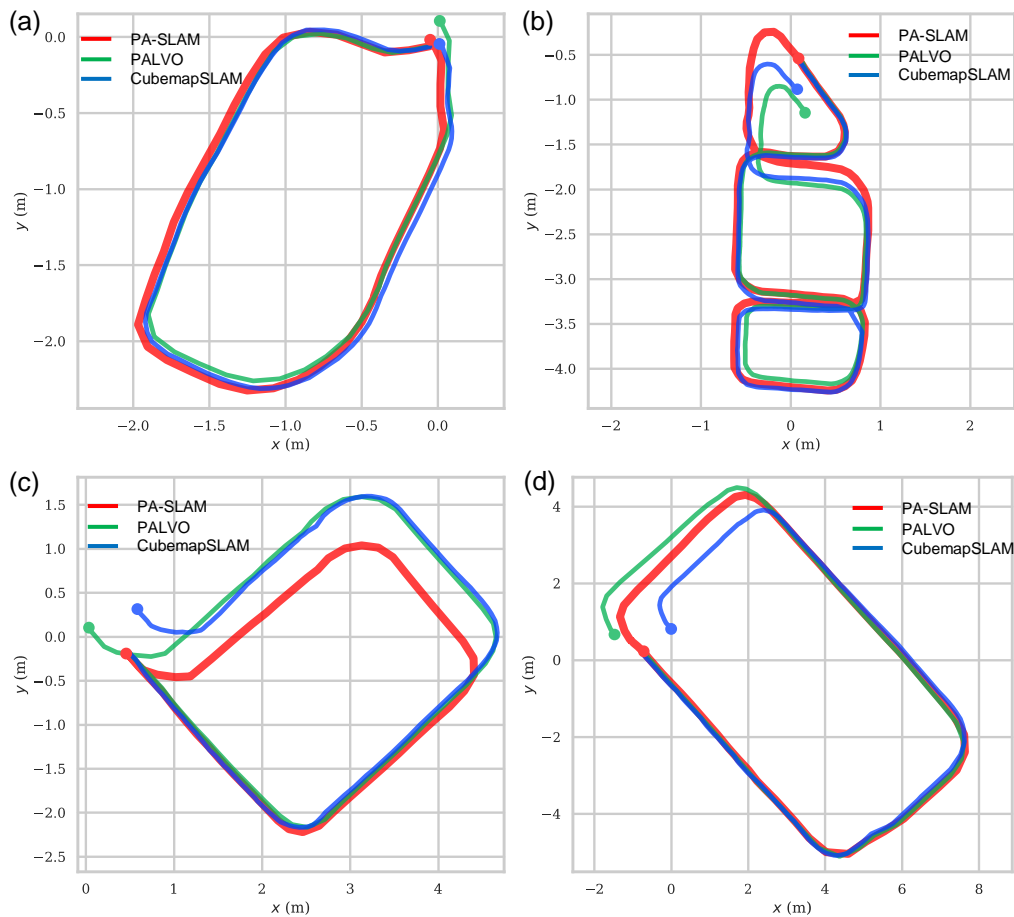 (a)
PA-SLAM
PALVO
CubemapSLAM
0.0
−0.5
−1.0
−1.5
−2.0
y (m)
−2.0
−1.5
−1.0
−0.5
0.0
x (m)
(b)
PA-SLAM
PALVO
CubemapSLAM
−0.5
−1.0
−1.5
−2.0
−2.5
−3.0
−3.5
−4.0
y (m)
−2
−1
0
1
2
x (m)
(c)
PA-SLAM
PALVO
CubemapSLAM
1.5
1.0
0.5
0.0
−0.5
−1.0
−1.5
−2.0
−2.5
y (m)
0
1
2
3
4
x (m)
(d)
PA-SLAM
PALVO
CubemapSLAM
4
2
0
−2
−4
y (m)
−2
0
2
4
6
8
x (m)